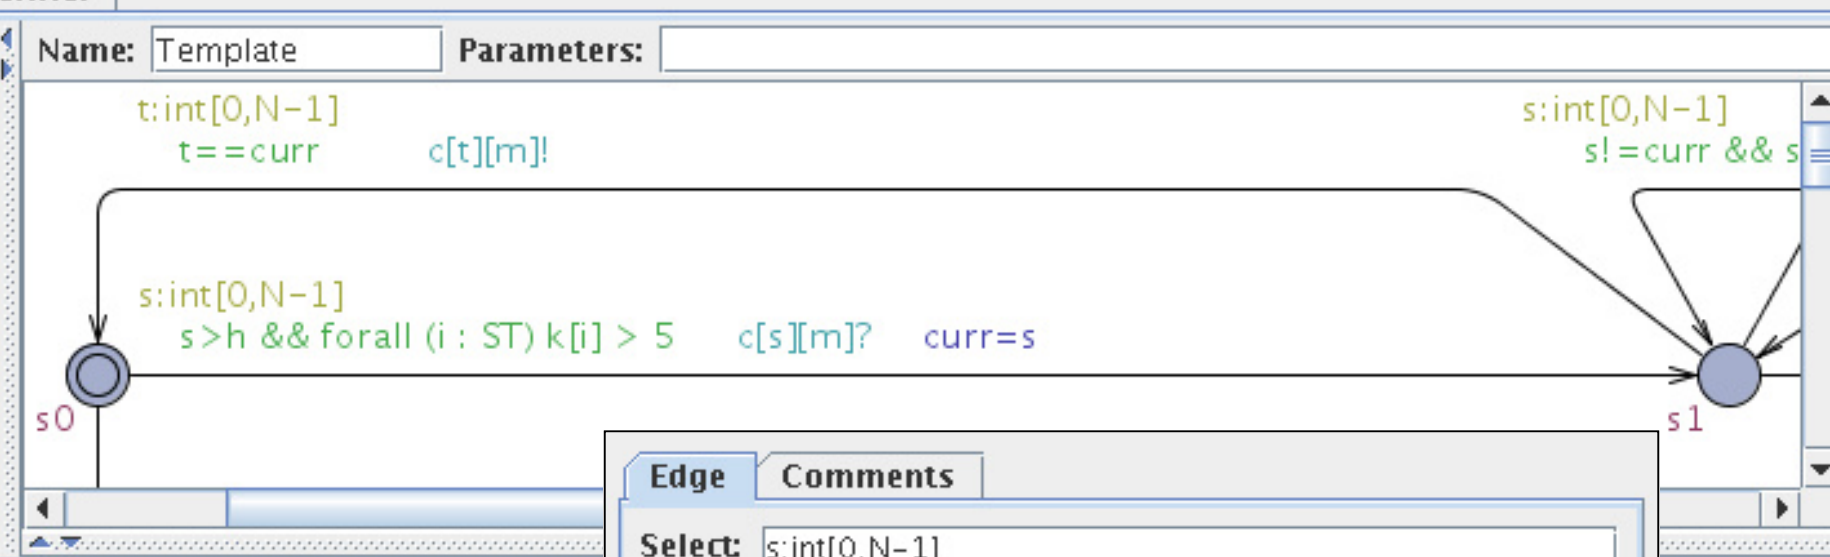 Name: Template Parameters:
t:int[0,N-1] s:int[0,N-1]
t==curr c[t][m]! s!=curr && s
s:int[0,N-1]
s>h && forall (i : ST) k[i] > 5 c[s][m]? curr=s
s0 s1
Edge Comments
Select: s:int[0,N-1]